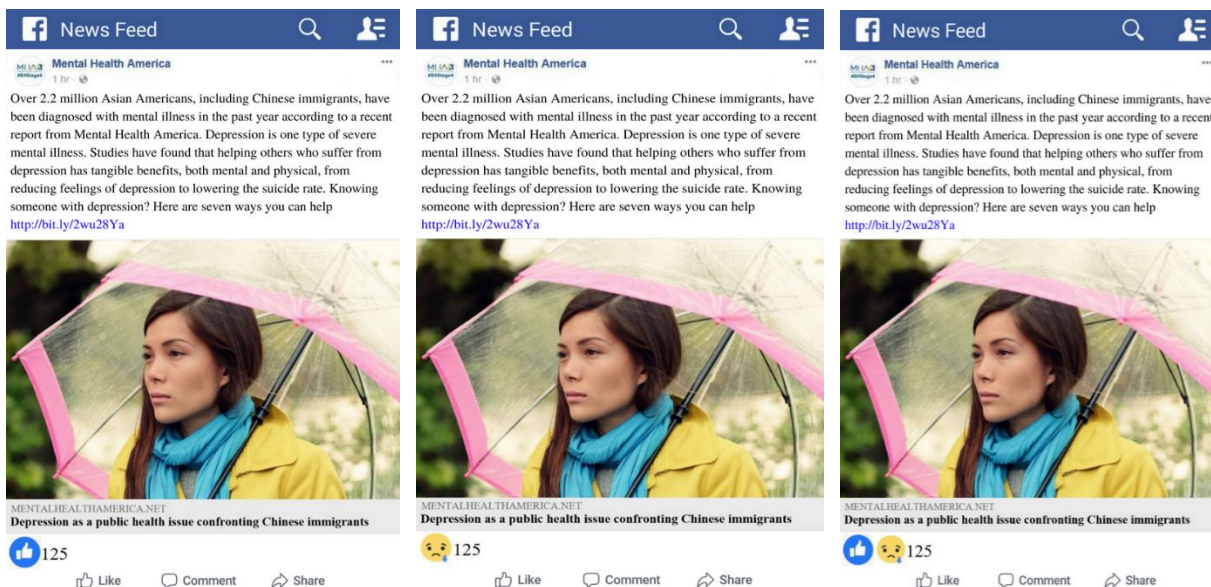 News Feed
Mental Health America
1 hr
Over 2.2 million Asian Americans, including Chinese immigrants, have
been diagnosed with mental illness in the past year according to a recent
report from Mental Health America. Depression is one type of severe
mental illness. Studies have found that helping others who suffer from
depression has tangible benefits, both mental and physical, from
reducing feelings of depression to lowering the suicide rate. Knowing
someone with depression? Here are seven ways you can help
http://bit.ly/2wu28Ya
MENTALHEALTHAMERICA.NET
Depression as a public health issue confronting Chinese immigrants
125
Like Comment Share
News Feed
Mental Health America
1 hr
Over 2.2 million Asian Americans, including Chinese immigrants, have
been diagnosed with mental illness in the past year according to a recent
report from Mental Health America. Depression is one type of severe
mental illness. Studies have found that helping others who suffer from
depression has tangible benefits, both mental and physical, from
reducing feelings of depression to lowering the suicide rate. Knowing
someone with depression? Here are seven ways you can help
http://bit.ly/2wu28Ya
MENTALHEALTHAMERICA.NET
Depression as a public health issue confronting Chinese immigrants
125
Like Comment Share
News Feed
Mental Health America
1 hr
Over 2.2 million Asian Americans, including Chinese immigrants, have
been diagnosed with mental illness in the past year according to a recent
report from Mental Health America. Depression is one type of severe
mental illness. Studies have found that helping others who suffer from
depression has tangible benefits, both mental and physical, from
reducing feelings of depression to lowering the suicide rate. Knowing
someone with depression? Here are seven ways you can help
http://bit.ly/2wu28Ya
MENTALHEALTHAMERICA.NET
Depression as a public health issue confronting Chinese immigrants
125
Like Comment Share